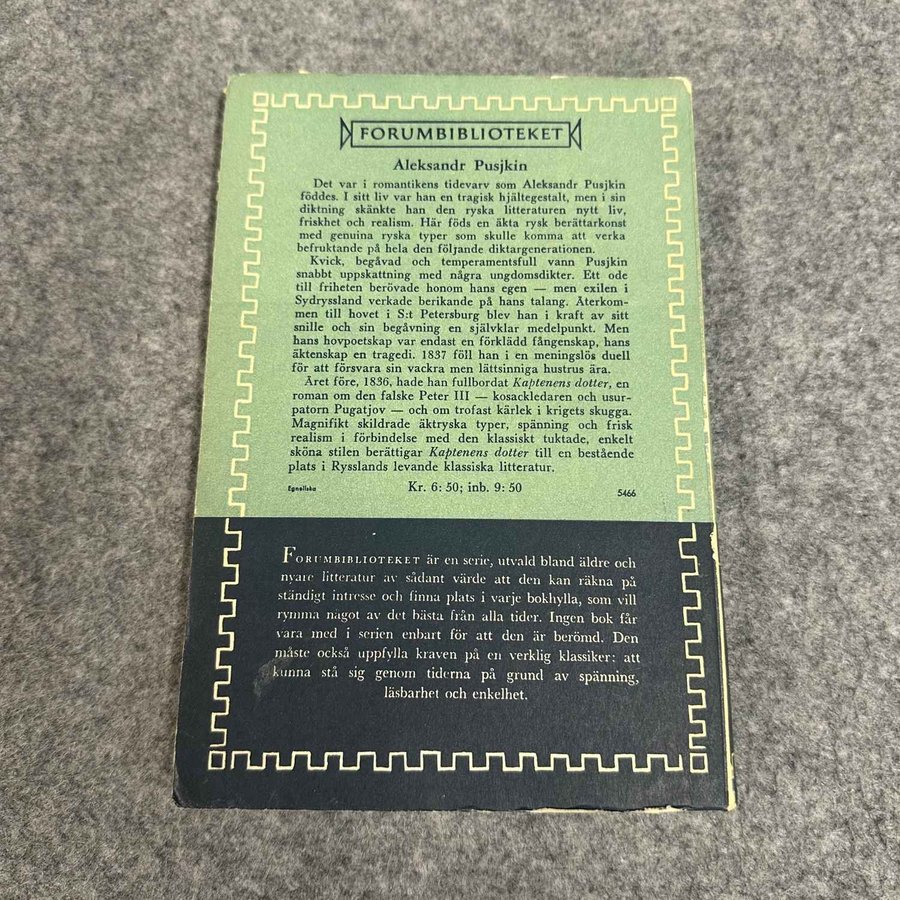 FORUMBIBLIOTEKET
Aleksandr Pusjkin
Det var i romantikens tidevarv som Aleksandr Pusjkin
föddes. I sitt liv var han en tragisk hjältegestalt, men i sin
diktning skänkte han den ryska litteraturen nytt liv,
friskhet och realism. Här föds en äkta rysk berättarkonst
med genuina ryska typer som skulle komma att verka
befruktande på hela den följande diktargenerationen.
Kvick, begåvad och temperamentsfull vann Pusjkin
snabbt uppskattning med några ungdomsdikter. Ett ode
till friheten berövade honom hans egen — men exilen i
Sydryssland verkade berikande på hans talang. Återkom-
men till hovet i S:t Petersburg blev han i kraft av sitt
snille och sin begåvning en självklar medelpunkt. Men
hans hovpoetskap var endast en förklädd fångenskap, hans
äktenskap en tragedi. 1837 föll han i en meningslös duell
för att försvara sin vackra men lättsinniga hustrus ära.
Året före, 1836, hade han fullbordat Kaptenens dotter, en
roman om den falske Peter III — kosackledaren och usur-
patorn Pugatjov — och om trofast kärlek i krigets skugga.
Magnifikt skildrade äktryska typer, spänning och frisk
realism i förbindelse med den klassiskt tuktade, enkelt
sköna stilen berättigar Kaptenens dotter till en bestående
plats i Rysslands levande klassiska litteratur.
Egnellska Kr. 6:50; inb. 9:50 5466
FORUMBIBLIOTEKET är en serie, utvald bland äldre och
nyare litteratur av sådant värde att den kan räkna på
ständigt intresse och finna plats i varje bokhylla, som vill
rymma något av det bästa från alla tider. Ingen bok får
vara med i serien enbart för att den är berömd. Den
måste också uppfylla kraven på en verklig klassiker: att
kunna stå sig genom tiderna på grund av spänning,
läsbarhet och enkelhet.